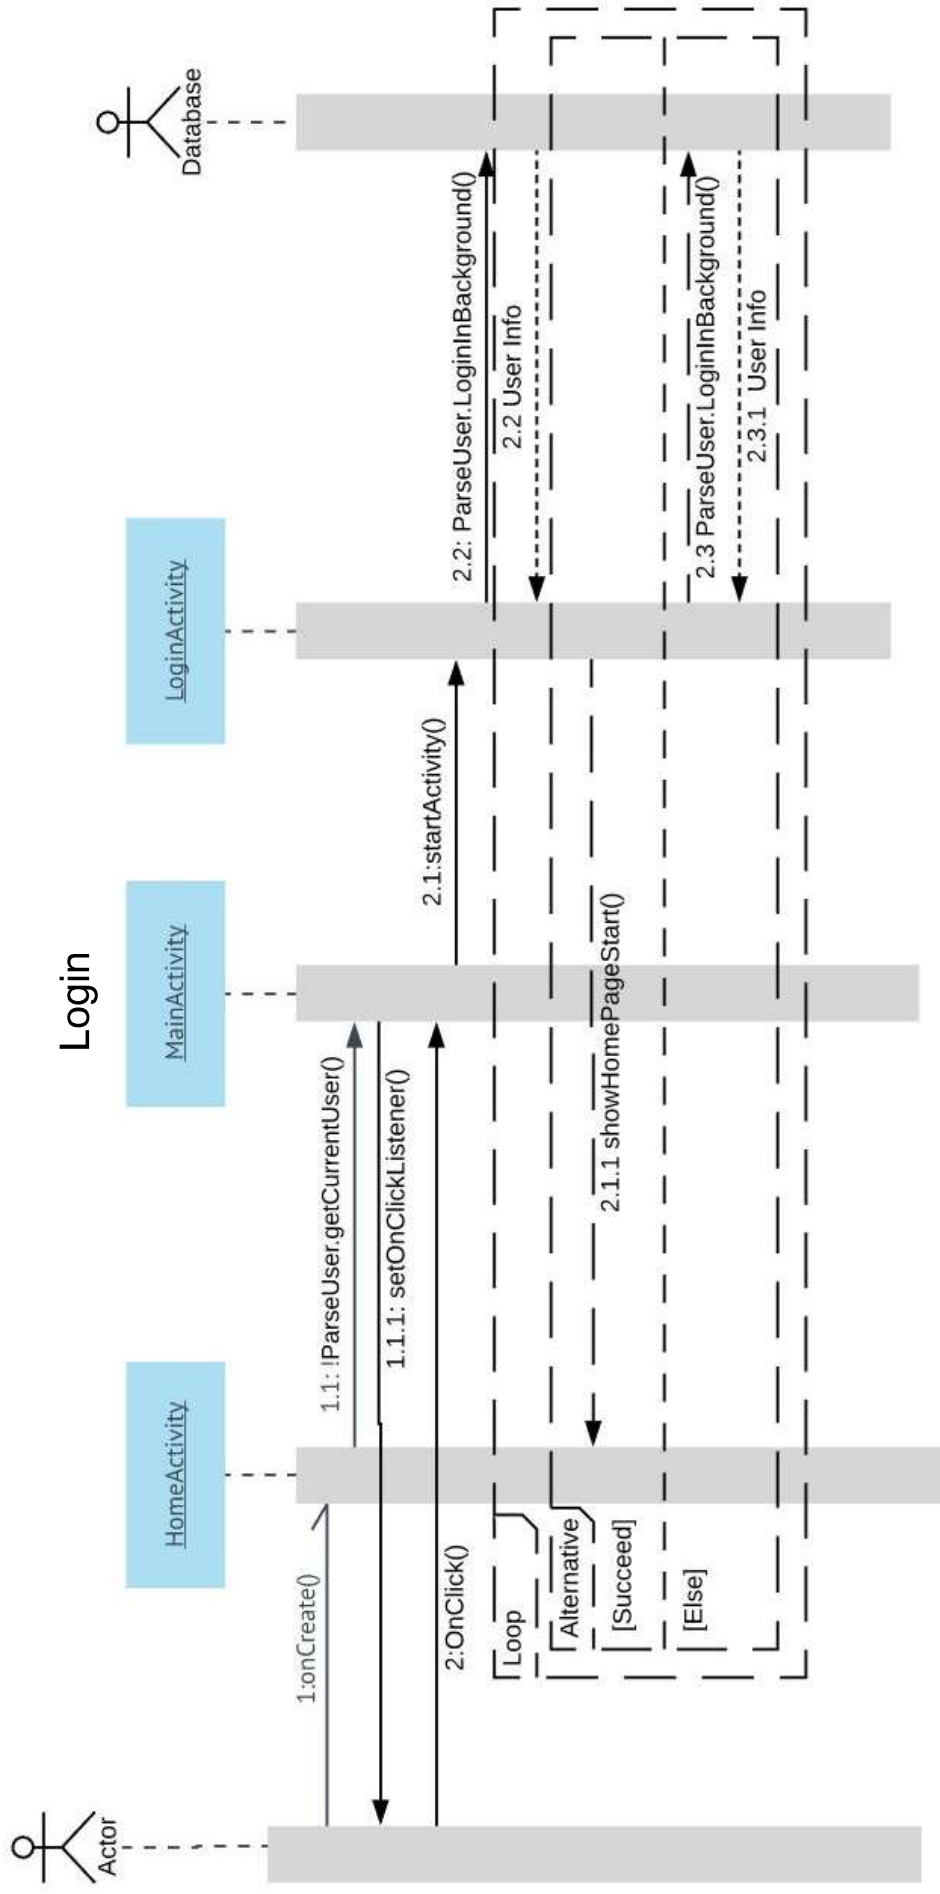 Login
Actor
HomeActivity
MainActivity
LoginActivity
Database
1:onCreate()
1.1: !ParseUser.getCurrentUser()
1.1.1: setOnClickListener()
2:OnClick()
2.1:startActivity()
2.2: ParseUser.LoginInBackground()
Loop
2.2 User Info
Alternative
2.1.1 showHomePageStart()
[Succeed]
[Else]
2.3 ParseUser.LoginInBackground()
2.3.1 User Info